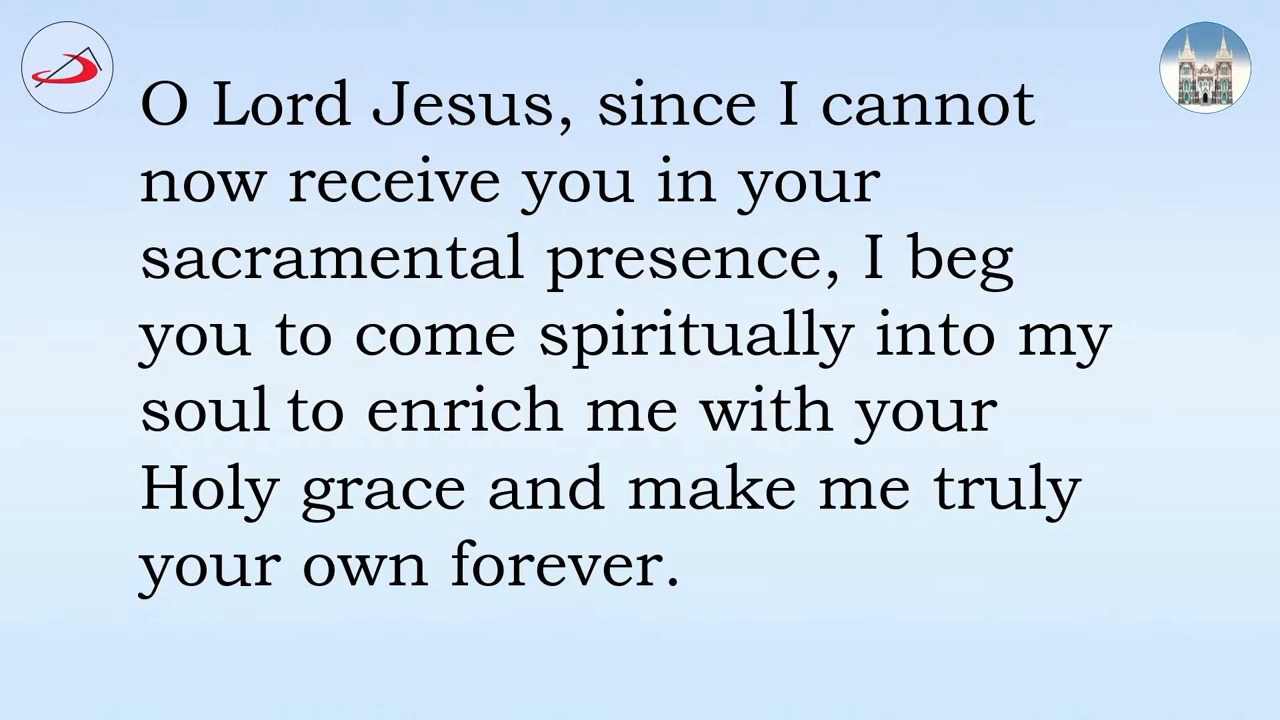 O Lord Jesus, since I cannot
now receive you in your
sacramental presence, I beg
you to come spiritually into my
soul to enrich me with your
Holy grace and make me truly
your own forever.